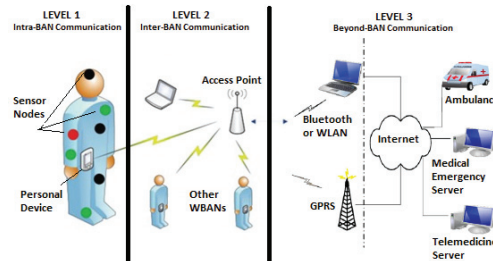 LEVEL 1
Intra-BAN Communication
Sensor
Nodes
Personal
Device
LEVEL 2
Inter-BAN Communication
Access Point
Other
WBANs
LEVEL 3
Beyond-BAN Communication
Bluetooth
or WLAN
GPRS
Internet
Ambulanc
Medical
Emergency
Server
Telemedicine
Server